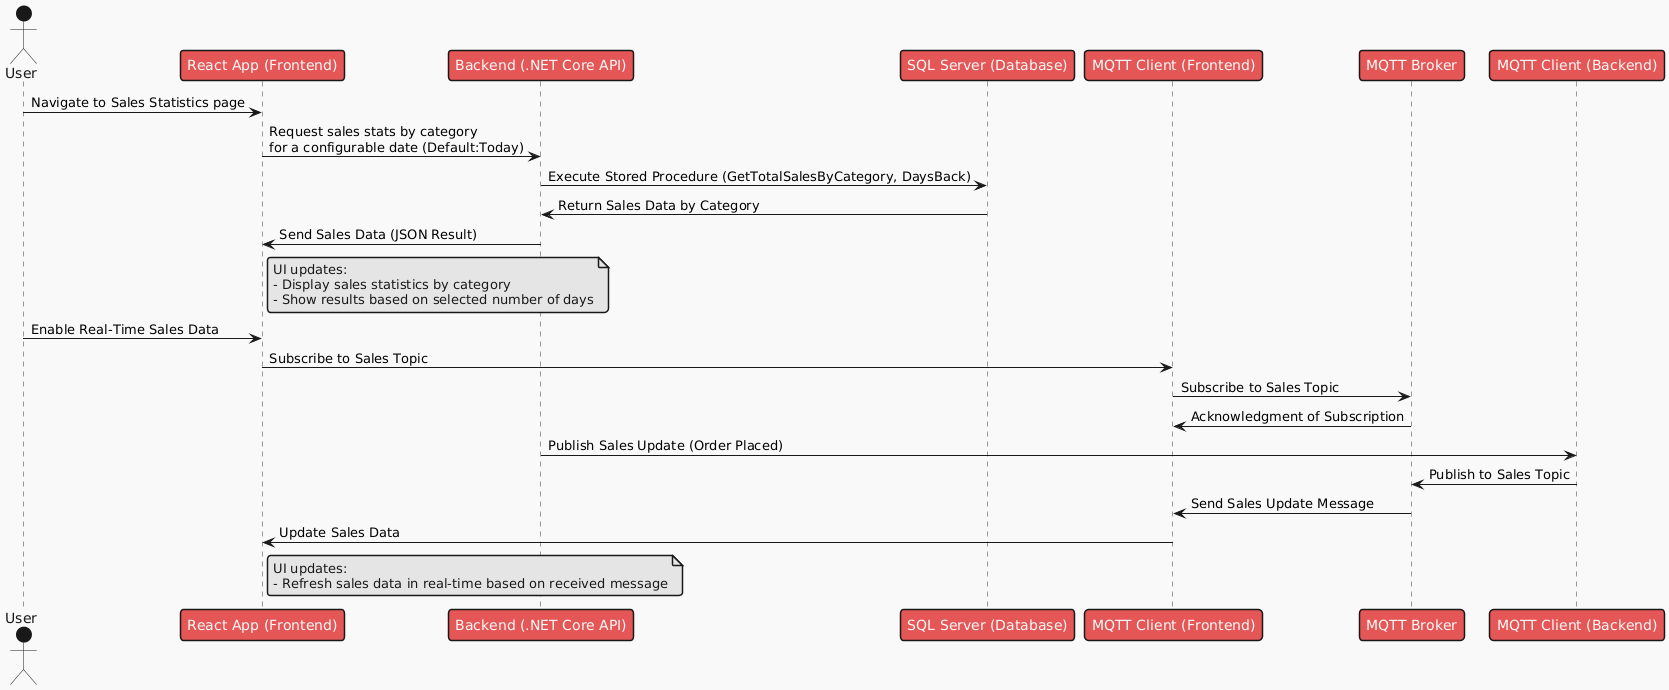 User
React App (Frontend)
Backend (.NET Core API)
SQL Server (Database)
MQTT Client (Frontend)
MQTT Broker
MQTT Client (Backend)
Navigate to Sales Statistics page
Request sales stats by category
for a configurable date (Default:Today)
Execute Stored Procedure (GetTotalSalesByCategory, DaysBack)
Return Sales Data by Category
Send Sales Data (JSON Result)
UI updates:
- Display sales statistics by category
- Show results based on selected number of days
Enable Real-Time Sales Data
Subscribe to Sales Topic
Subscribe to Sales Topic
Acknowledgment of Subscription
Publish Sales Update (Order Placed)
Publish to Sales Topic
Send Sales Update Message
Update Sales Data
UI updates:
- Refresh sales data in real-time based on received message
User
React App (Frontend)
Backend (.NET Core API)
SQL Server (Database)
MQTT Client (Frontend)
MQTT Broker
MQTT Client (Backend)